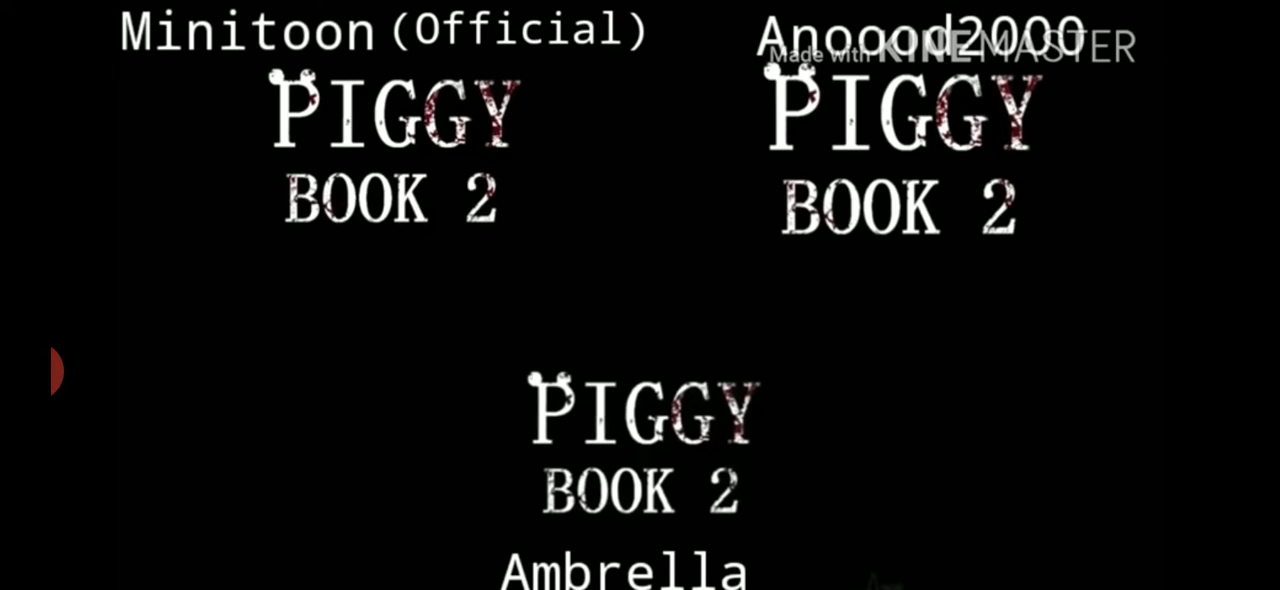 Minitoon (Official)
PIGGY
BOOK 2
Anoood2000
Made with KINEMASTER
PIGGY
BOOK 2
PIGGY
BOOK 2
Ambrella